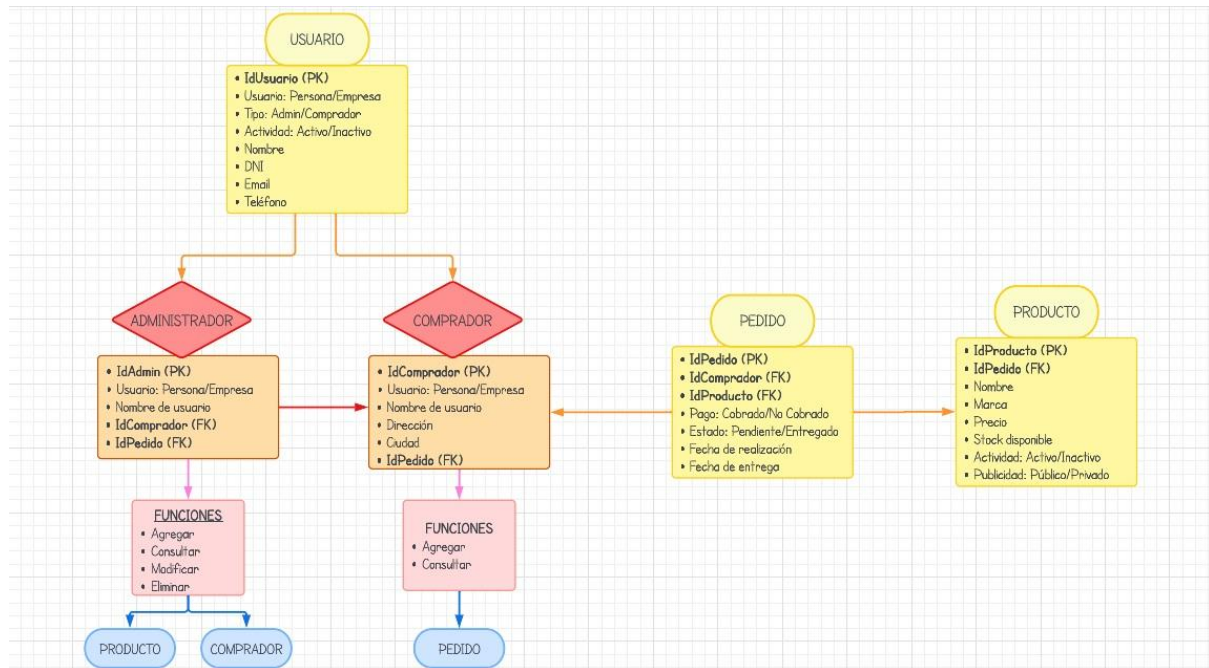 USUARIO
▪ IdUsuario (PK)
▪ Usuario: Persona/Empresa
▪ Tipo: Admin/Comprador
▪ Actividad: Activo/Inactivo
▪ Nombre
▪ DNI
▪ Email
▪ Teléfono
ADMINISTRADOR
▪ IdAdmin (PK)
▪ Usuario: Persona/Empresa
▪ Nombre de usuario
▪ IdComprador (FK)
▪ IdPedido (FK)
COMPRADOR
▪ IdComprador (PK)
▪ Usuario: Persona/Empresa
▪ Nombre de usuario
▪ Dirección
▪ Ciudad
▪ IdPedido (FK)
PEDIDO
▪ IdPedido (PK)
▪ IdComprador (FK)
▪ IdProducto (FK)
▪ Pago: Cobrado/No Cobrado
▪ Estado: Pendiente/Entregado
▪ Fecha de realización
▪ Fecha de entrega
PRODUCTO
▪ IdProducto (PK)
▪ IdPedido (FK)
▪ Nombre
▪ Marca
▪ Precio
▪ Stock disponible
▪ Actividad: Activo/Inactivo
▪ Publicidad: Público/Privado
FUNCIONES
▪ Agregar
▪ Consultar
▪ Modificar
▪ Eliminar
FUNCIONES
▪ Agregar
▪ Consultar
PRODUCTO
COMPRADOR
PEDIDO